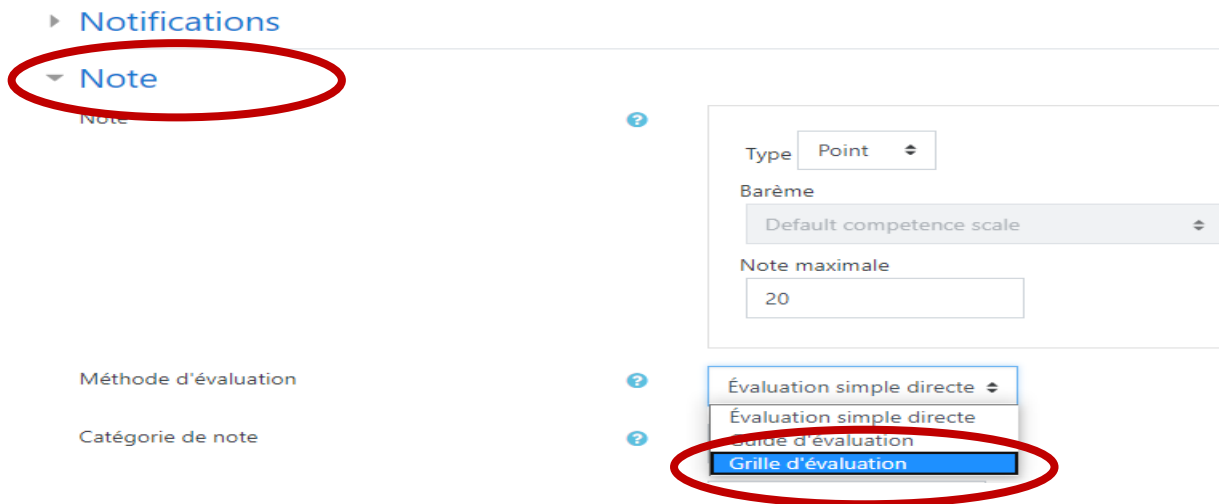 Notifications
Note
Note
Type Point
Barème
Default competence scale
Note maximale
20
Méthode d'évaluation
Évaluation simple directe
Évaluation simple directe
Catégorie de note
Guide d'évaluation
Grille d'évaluation